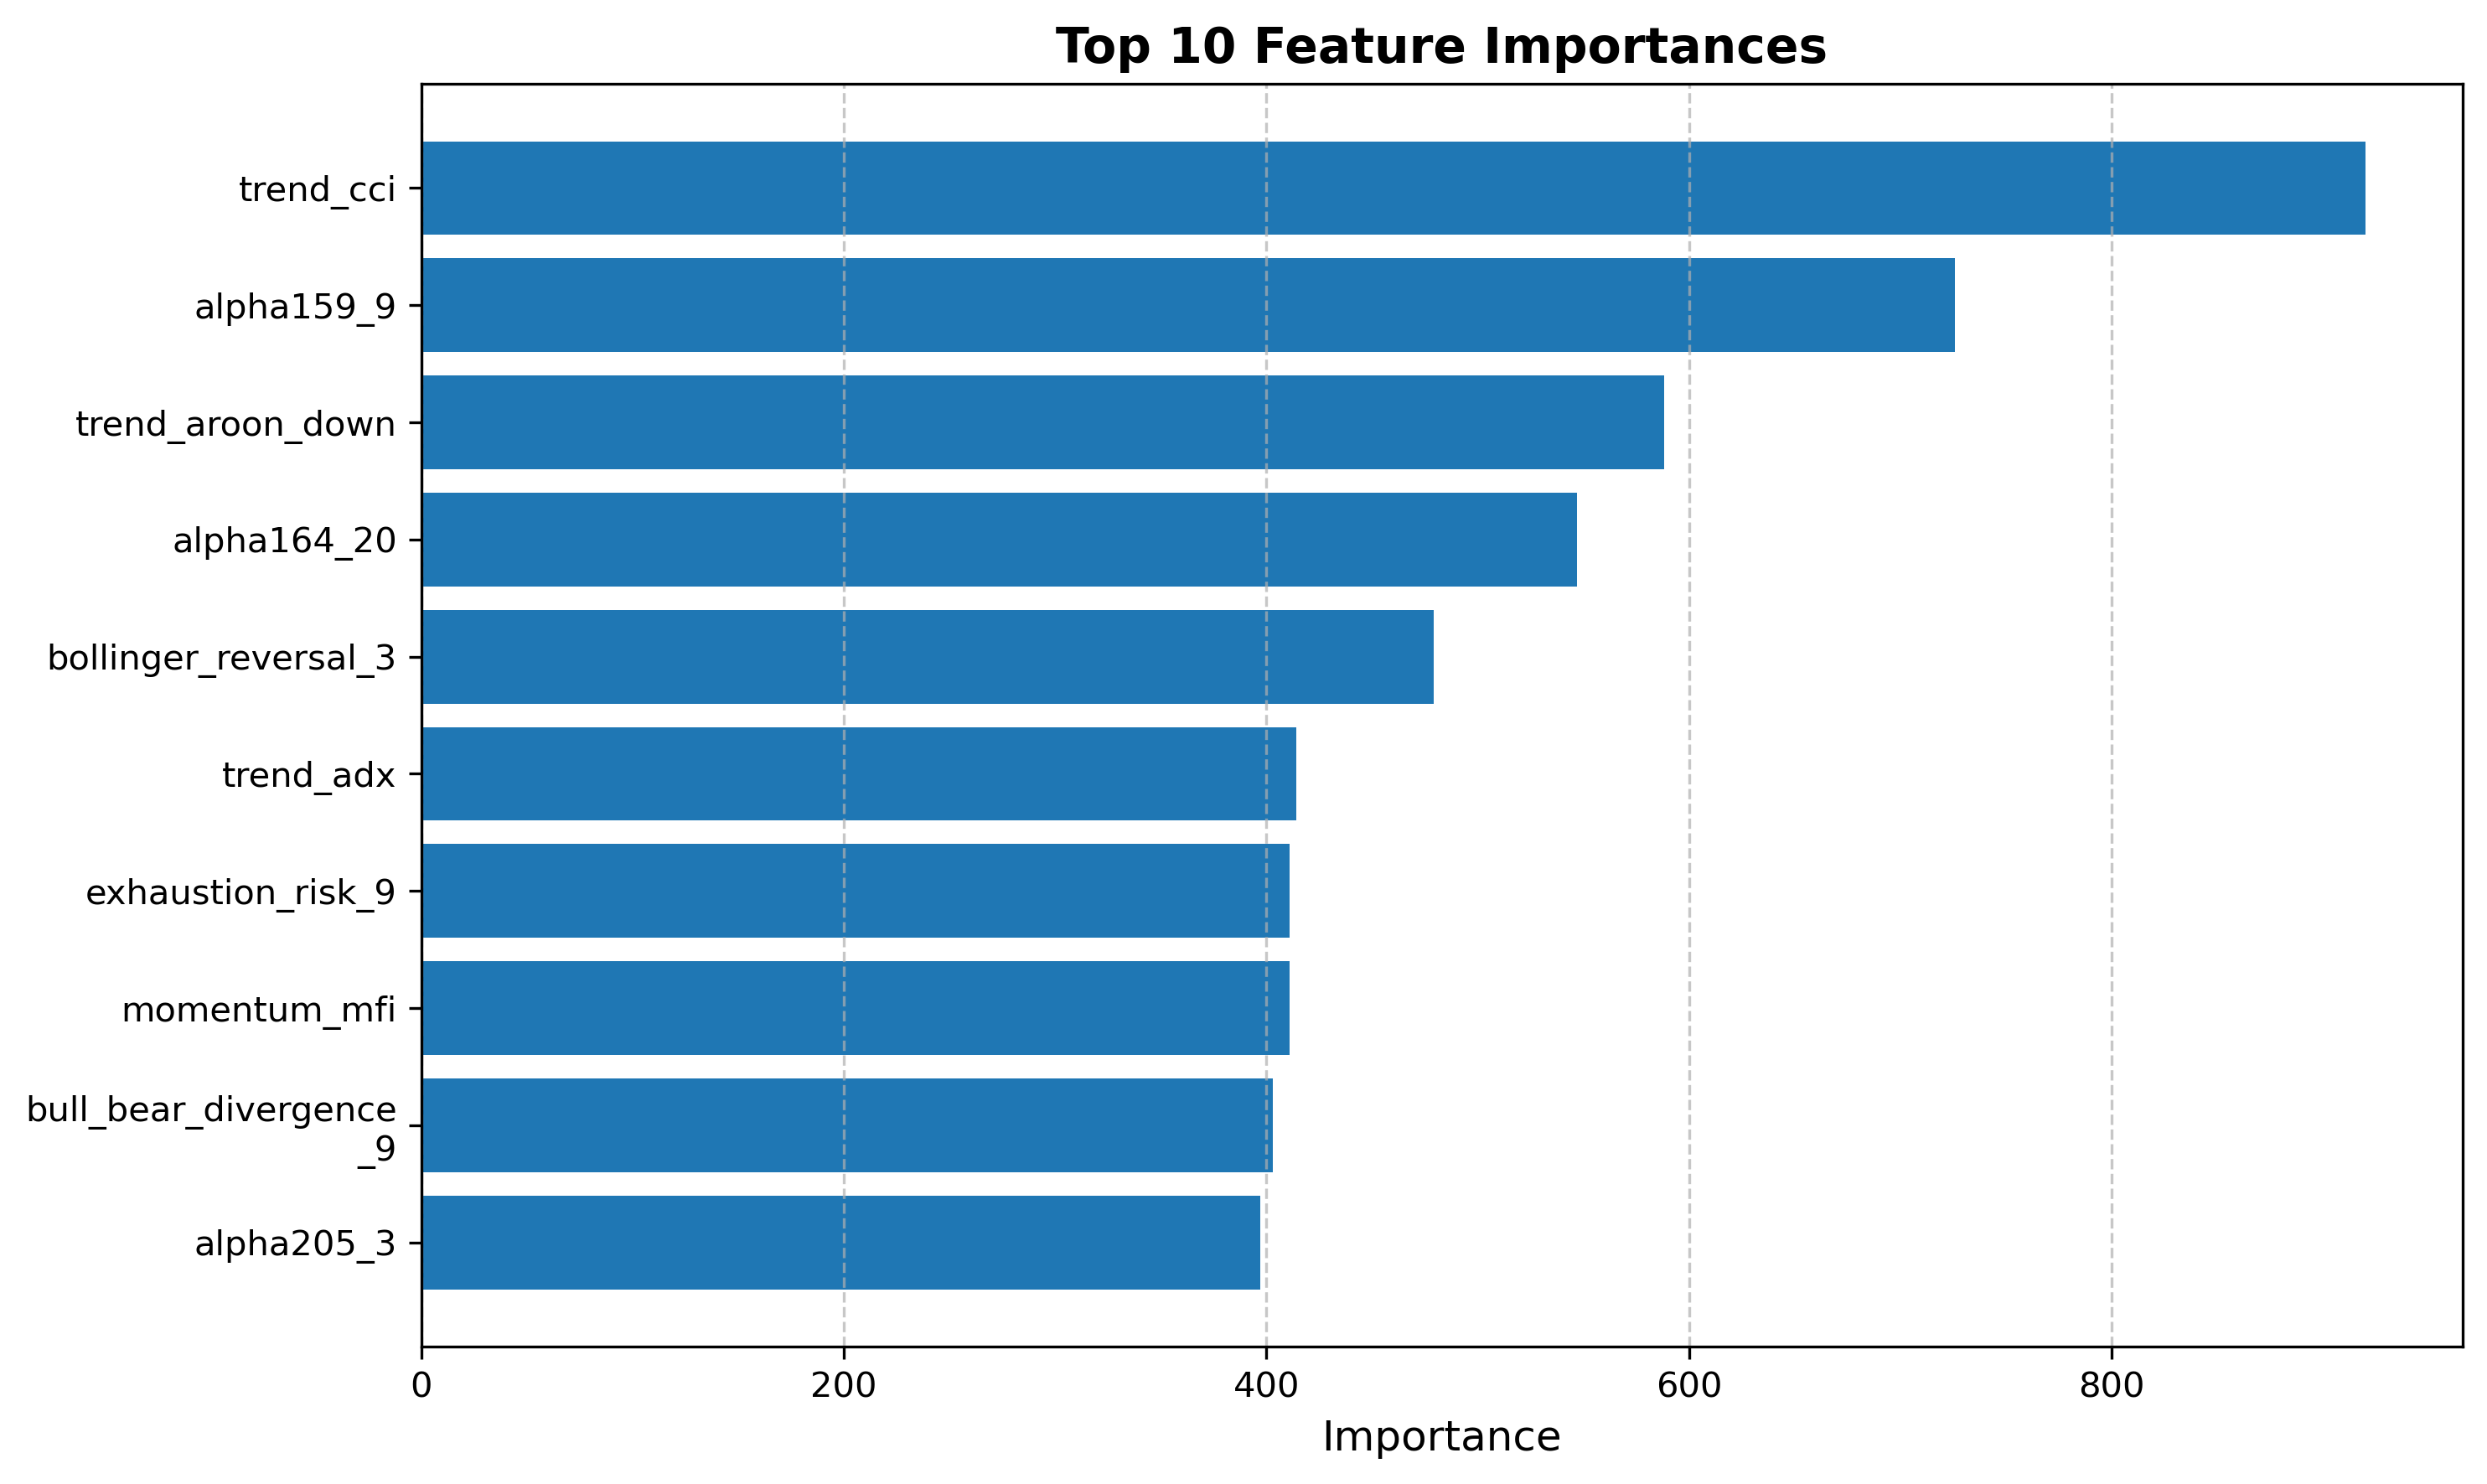 Top 10 Feature Importances
trend_cci
alpha159_9
trend_aroon_down
alpha164_20
bollinger_reversal_3
trend_adx
exhaustion_risk_9
momentum_mfi
bull_bear_divergence
_9
alpha205_3
0 200 400 600 800
Importance